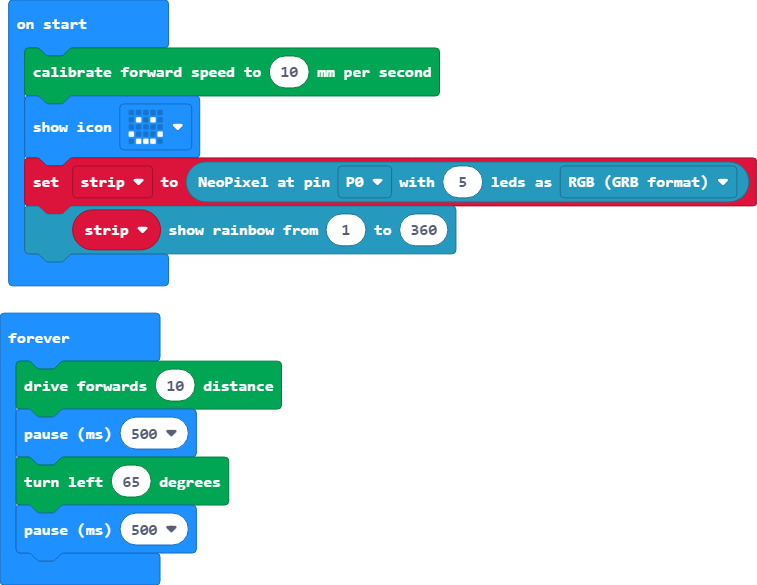 on start
calibrate forward speed to 10 mm per second
show icon
set strip to NeoPixel at pin P0 with 5 leds as RGB (GRB format)
strip show rainbow from 1 to 360
forever
drive forwards 10 distance
pause (ms) 500
turn left 65 degrees
pause (ms) 500